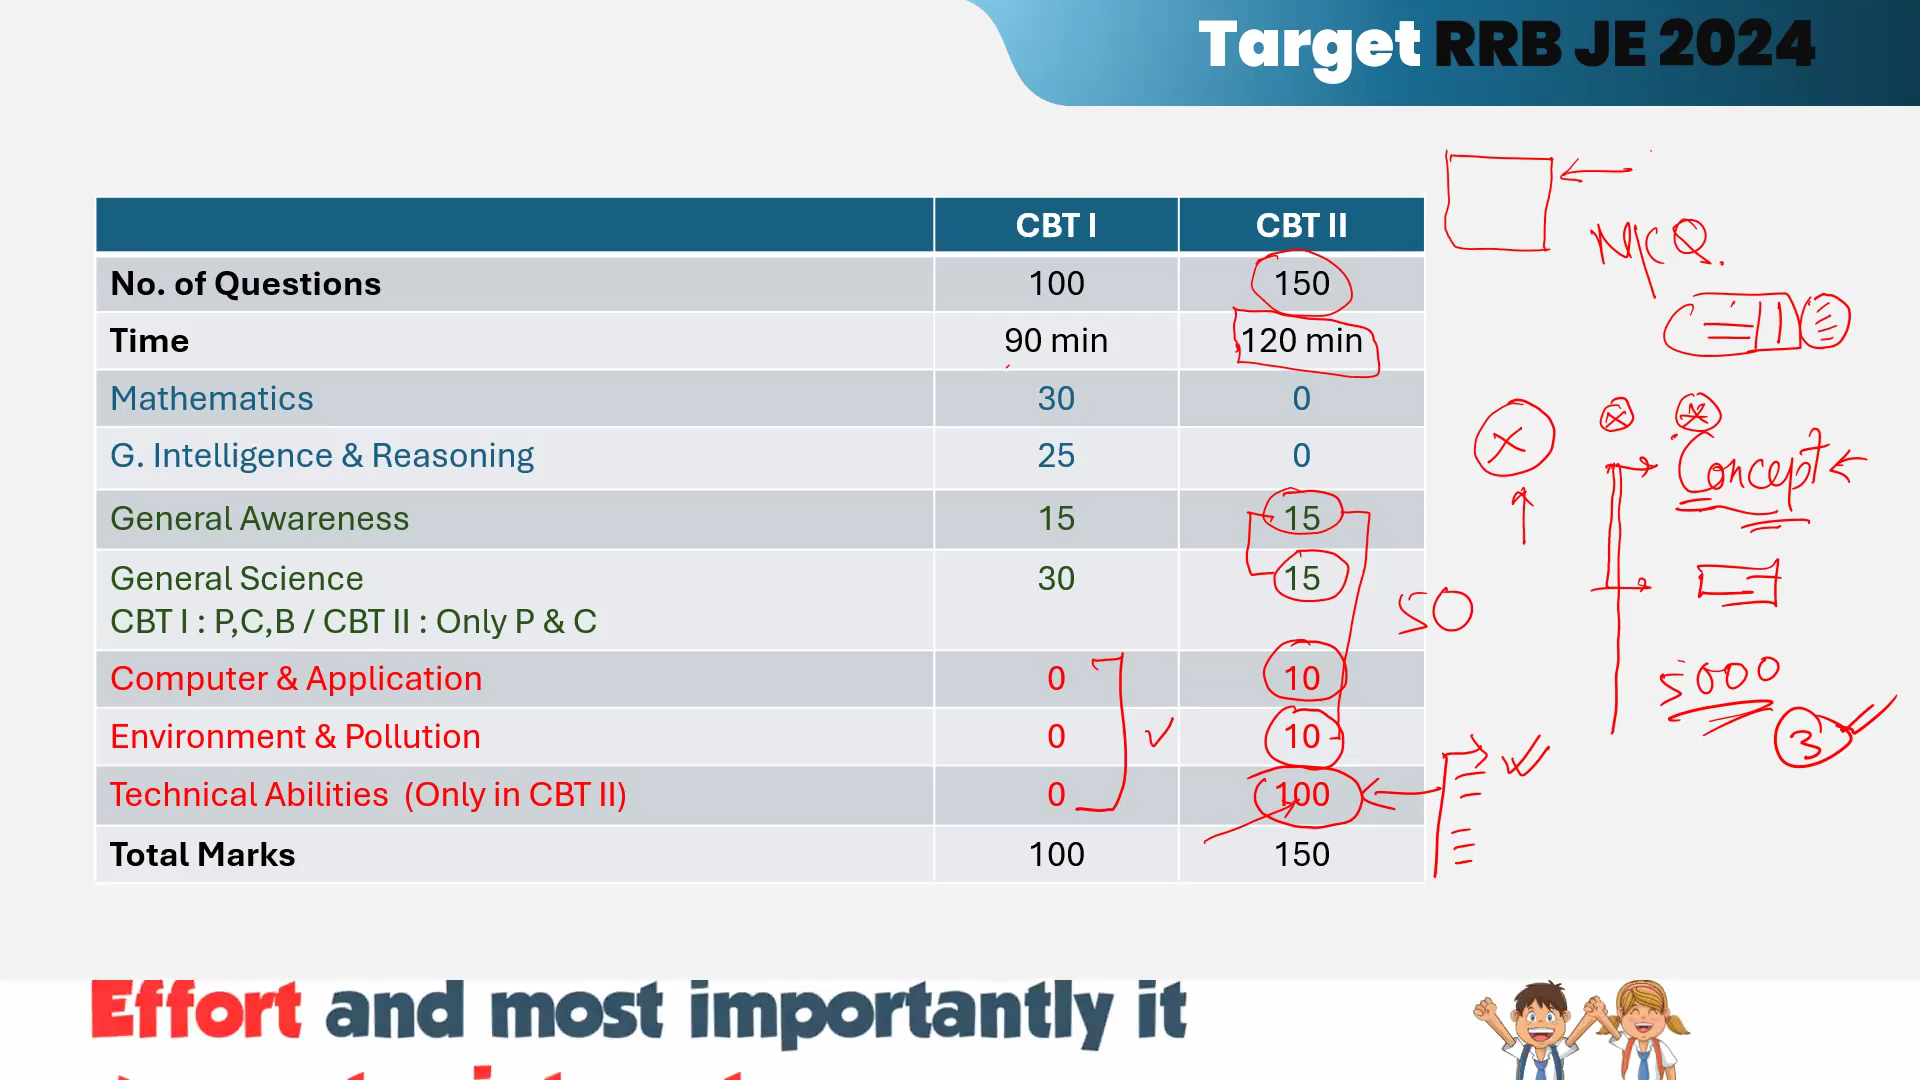 Target RRB JE 2024
CBT I CBT II
No. of Questions 100 150
Time 90 min 120 min
Mathematics 30 0
G. Intelligence & Reasoning 25 0
General Awareness 15 15
General Science 30 15
CBT I : P,C,B / CBT II : Only P & C
Computer & Application 0 10
Environment & Pollution 0 10
Technical Abilities (Only in CBT II) 0 100
Total Marks 100 150
MCQ.
Concept
50
5000
3
Effort and most importantly it